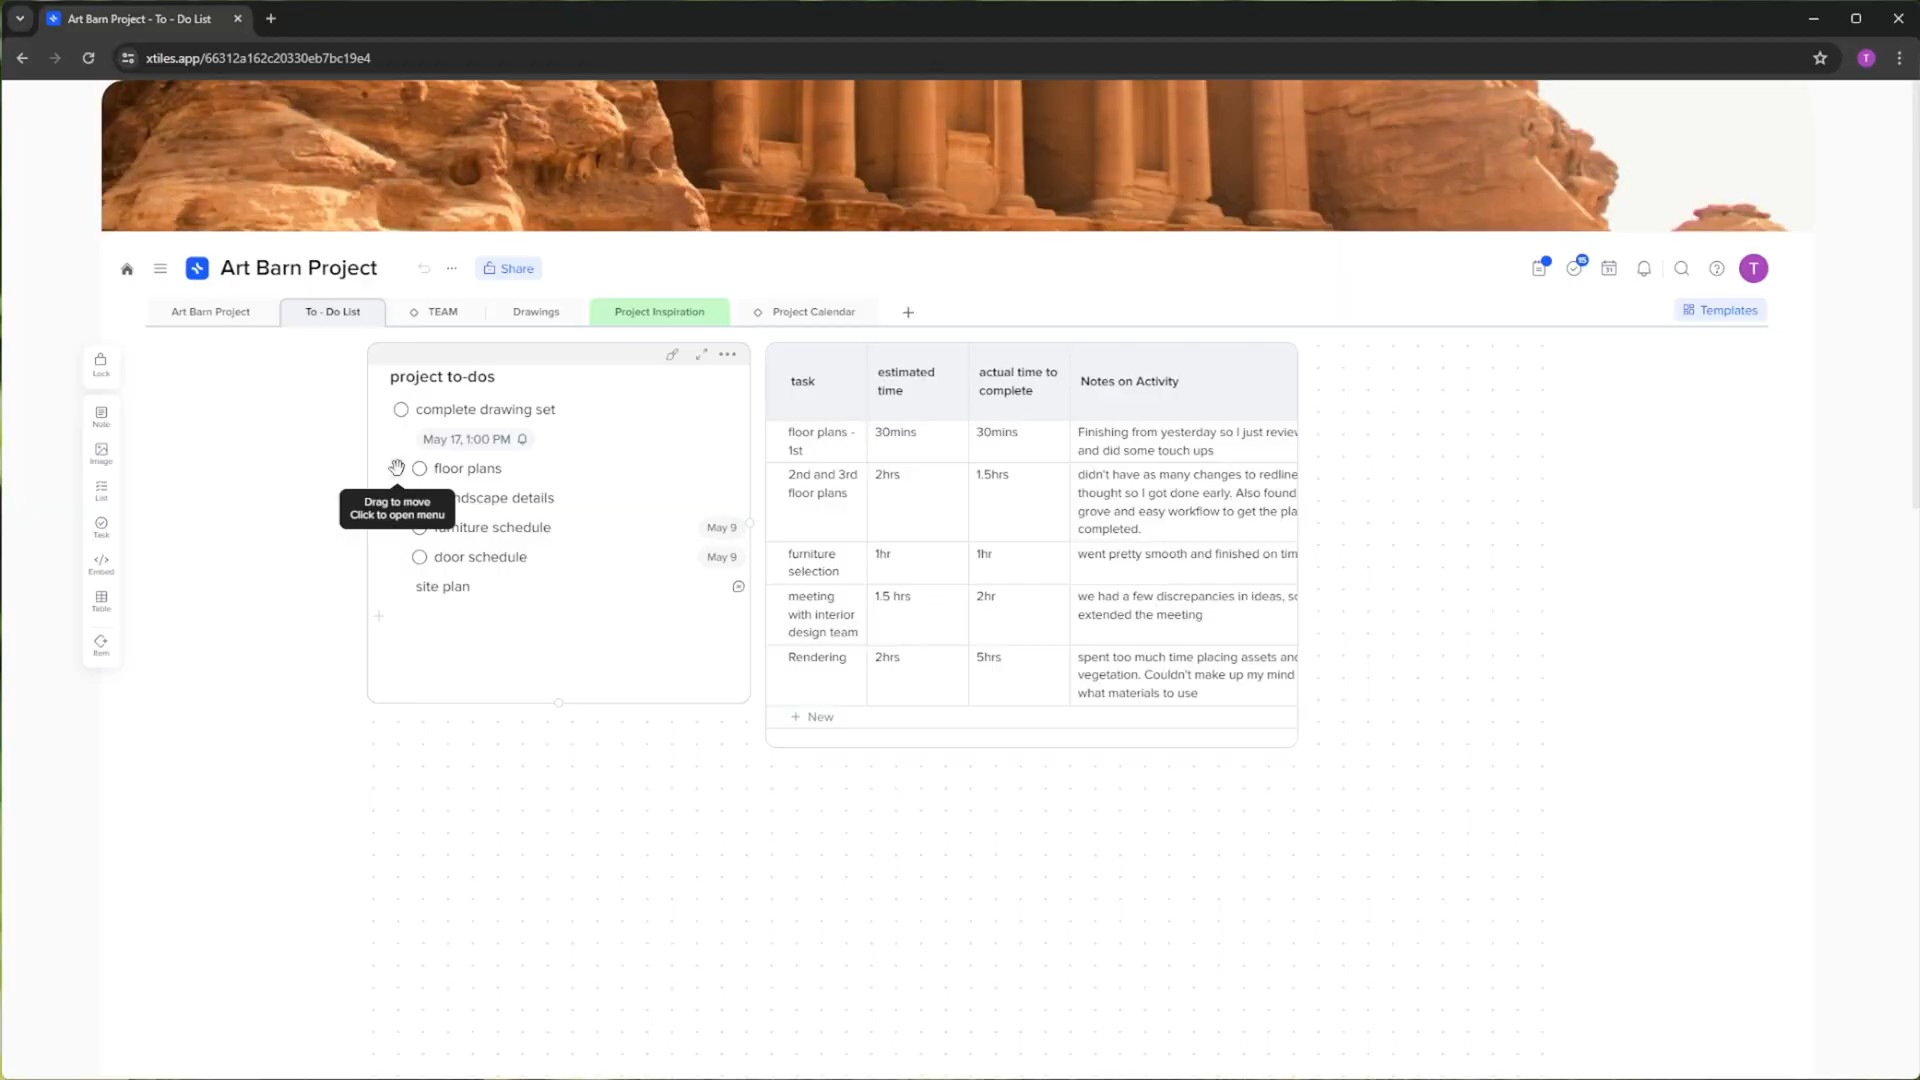 Art Barn Project - To - Do List
xtiles.app/66312a162c20330eb7bc19e4
T
Art Barn Project
Share
15
31
T
Art Barn Project
To - Do List
TEAM
Drawings
Project Inspiration
Project Calendar
Templates
Lock
Note
Image
List
Task
Embed
Table
Item
project to-dos
complete drawing set
May 17, 1:00 PM
floor plans
Drag to move
Click to open menu
ndscape details
furniture schedule
May 9
door schedule
May 9
site plan
task
estimated
time
actual time to
complete
Notes on Activity
floor plans -
1st
30mins
30mins
Finishing from yesterday so I just review
and did some touch ups
2nd and 3rd
floor plans
2hrs
1.5hrs
didn't have as many changes to redline
thought so I got done early. Also found
grove and easy workflow to get the pla
completed.
furniture
selection
1hr
1hr
went pretty smooth and finished on tim
meeting
with interior
design team
1.5 hrs
2hr
we had a few discrepancies in ideas, so
extended the meeting
Rendering
2hrs
5hrs
spent too much time placing assets and
vegetation. Couldn't make up my mind
what materials to use
+ New